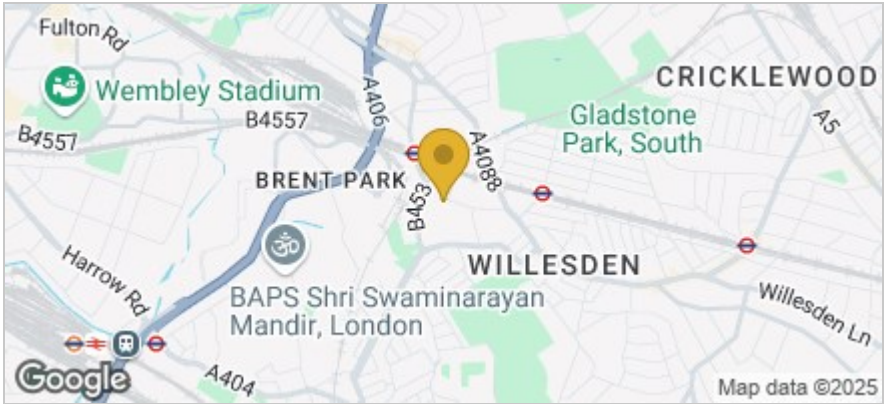 Fulton Rd
Wembley Stadium
B4557
B4557
A406
CRICKLEWOOD
A5
Gladstone
Park, South
A4088
BRENT PARK
B453
WILLESDEN
Harrow Rd
BAPS Shri Swaminarayan
Mandir, London
Willesden Ln
A404
Google
Map data ©2025